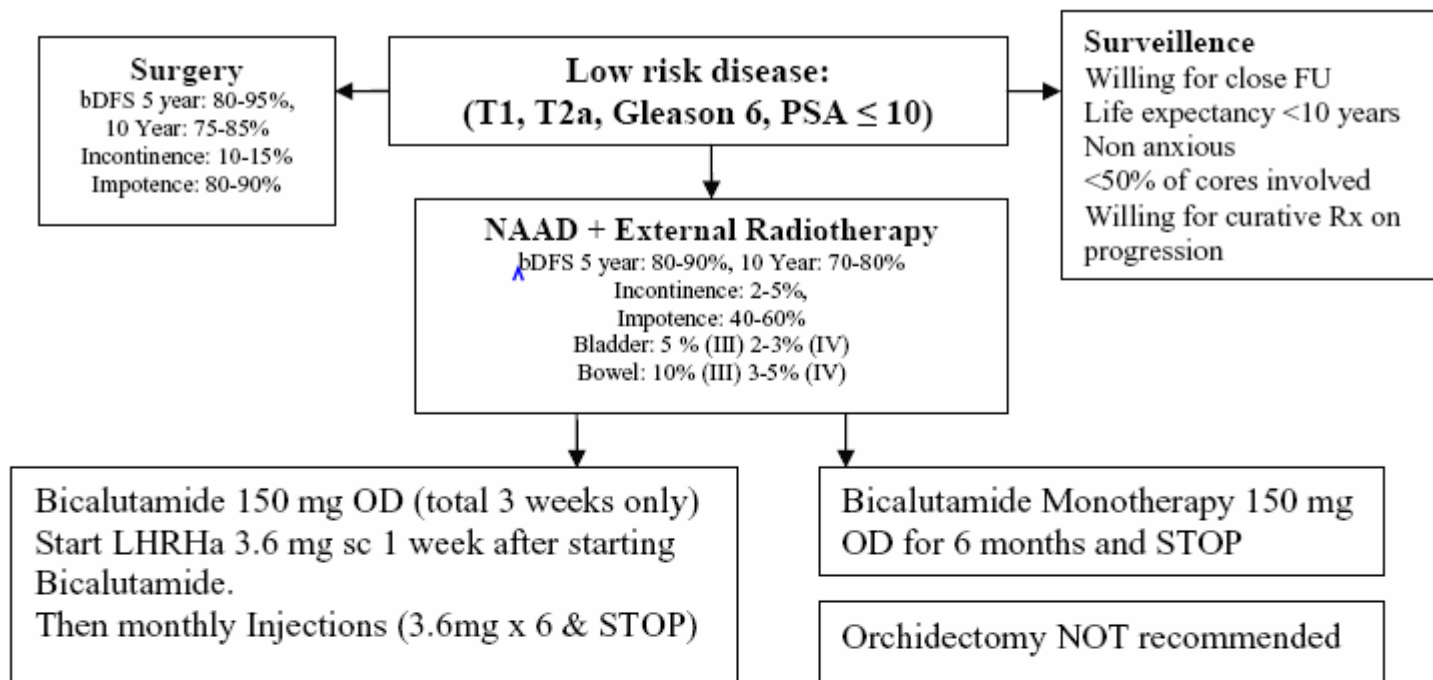 Surgery
bDFS 5 year: 80-95%,
10 Year: 75-85%
Incontinence: 10-15%
Impotence: 80-90%
Low risk disease:
(T1, T2a, Gleason 6, PSA ≤ 10)
Surveillence
Willing for close FU
Life expectancy <10 years
Non anxious
<50% of cores involved
Willing for curative Rx on
progression
NAAD + External Radiotherapy
bDFS 5 year: 80-90%, 10 Year: 70-80%
Incontinence: 2-5%,
Impotence: 40-60%
Bladder: 5 % (III) 2-3% (IV)
Bowel: 10% (III) 3-5% (IV)
Bicalutamide 150 mg OD (total 3 weeks only)
Start LHRHa 3.6 mg sc 1 week after starting
Bicalutamide.
Then monthly Injections (3.6mg x 6 & STOP)
Bicalutamide Monotherapy 150 mg
OD for 6 months and STOP
Orchidectomy NOT recommended